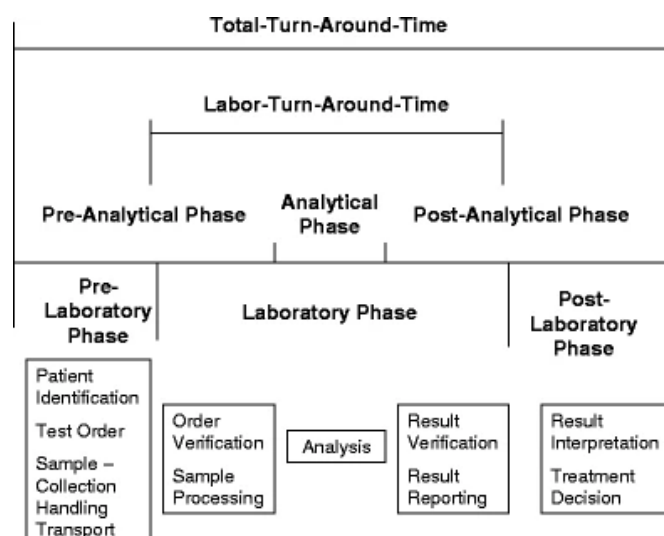 Total-Turn-Around-Time
Labor-Turn-Around-Time
Pre-Analytical Phase
Analytical
Phase
Post-Analytical Phase
Pre-
Laboratory
Phase
Laboratory Phase
Post-
Laboratory
Phase
Patient
Identification
Test Order
Sample –
Collection
Handling
Transport
Order
Verification
Sample
Processing
Analysis
Result
Verification
Result
Reporting
Result
Interpretation
Treatment
Decision